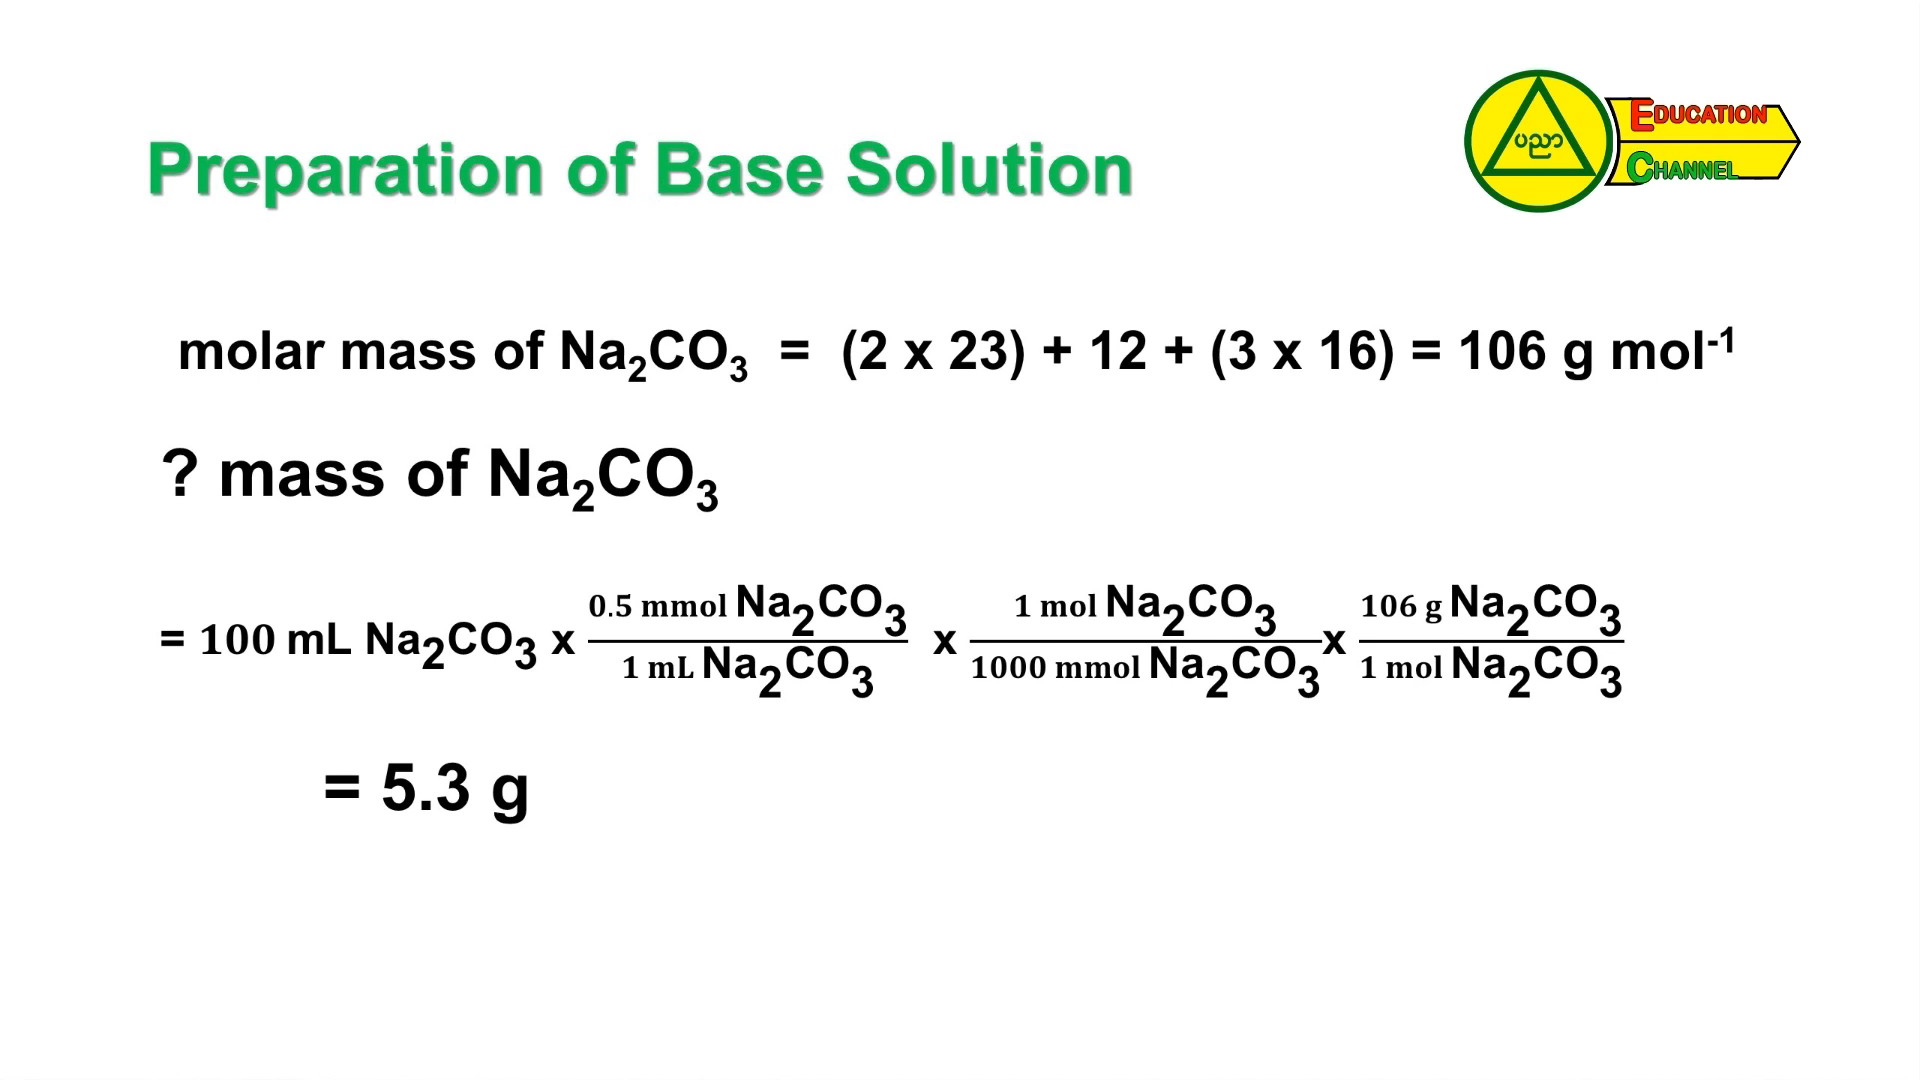 Preparation of Base Solution
ပညာ
EDUCATION
CHANNEL
molar mass of Na₂CO₃ = (2 x 23) + 12 + (3 x 16) = 106 g mol⁻¹
? mass of Na₂CO₃
= 100 mL Na₂CO₃ x 0.5 mmol Na₂CO₃ / 1 mL Na₂CO₃ x 1 mol Na₂CO₃ / 1000 mmol Na₂CO₃ x 106 g Na₂CO₃ / 1 mol Na₂CO₃
= 5.3 g